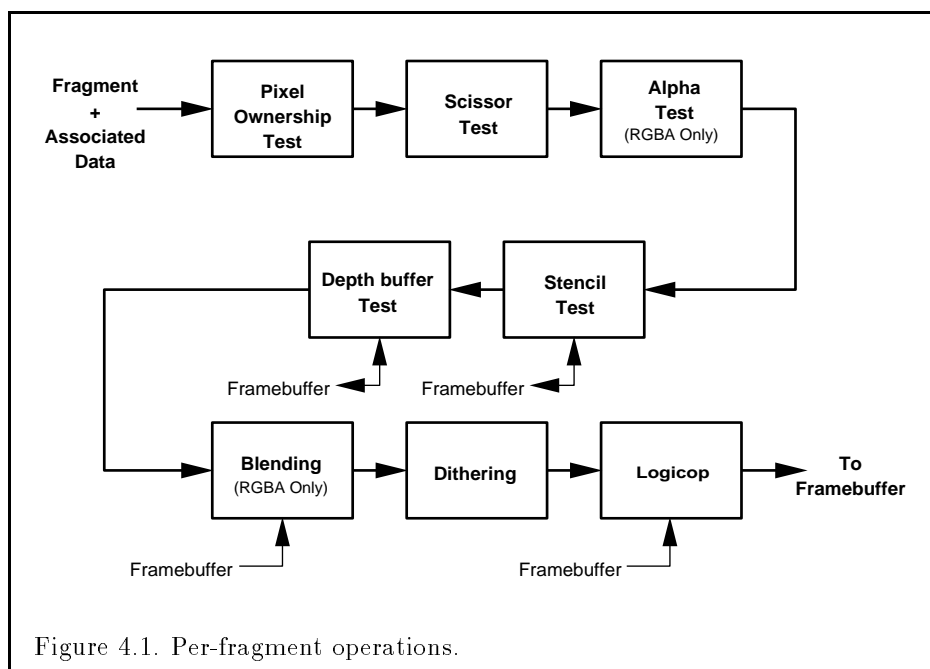 Fragment
+
Associated
Data
Pixel
Ownership
Test
Scissor
Test
Alpha
Test
(RGBA Only)
Depth buffer
Test
Stencil
Test
Framebuffer
Framebuffer
Blending
(RGBA Only)
Dithering
Logicop
To
Framebuffer
Framebuffer
Framebuffer
Figure 4.1. Per-fragment operations.